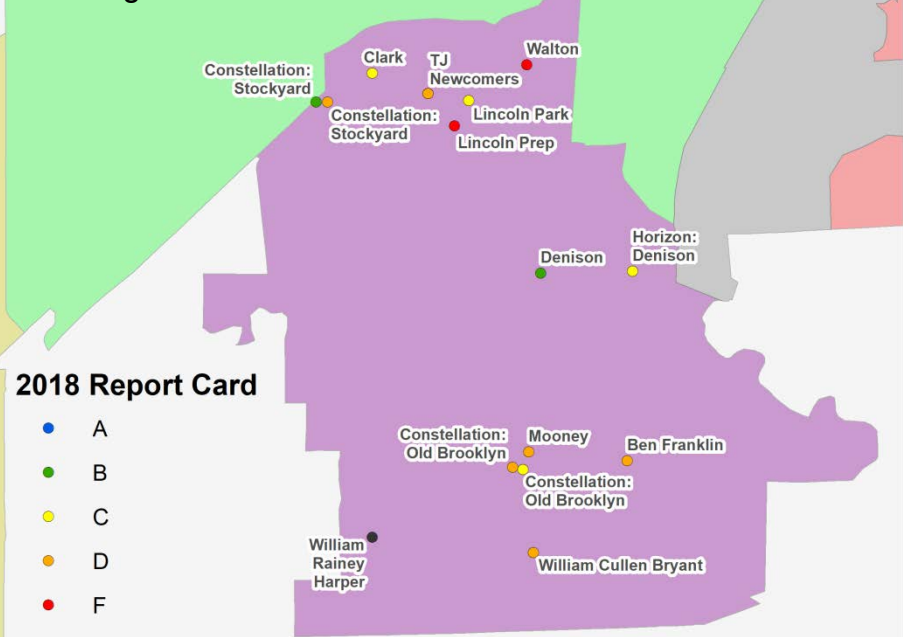 Clark
TJ
Newcomers
Walton
Constellation:
Stockyard
Constellation:
Stockyard
Lincoln Park
Lincoln Prep
Denison
Horizon:
Denison
2018 Report Card
A
B
C
D
F
Constellation:
Old Brooklyn
Mooney
Ben Franklin
Constellation:
Old Brooklyn
William
Rainey
Harper
William Cullen Bryant